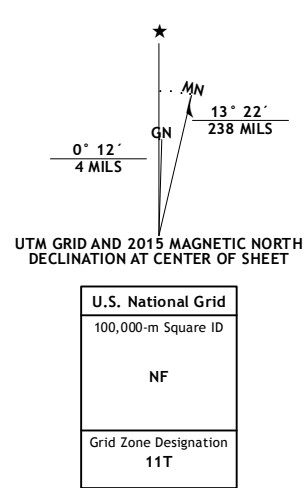 ★
MN
GN
13° 22´
238 MILS
0° 12´
4 MILS
UTM GRID AND 2015 MAGNETIC NORTH
DECLINATION AT CENTER OF SHEET
U.S. National Grid
100,000-m Square ID
NF
Grid Zone Designation
11T